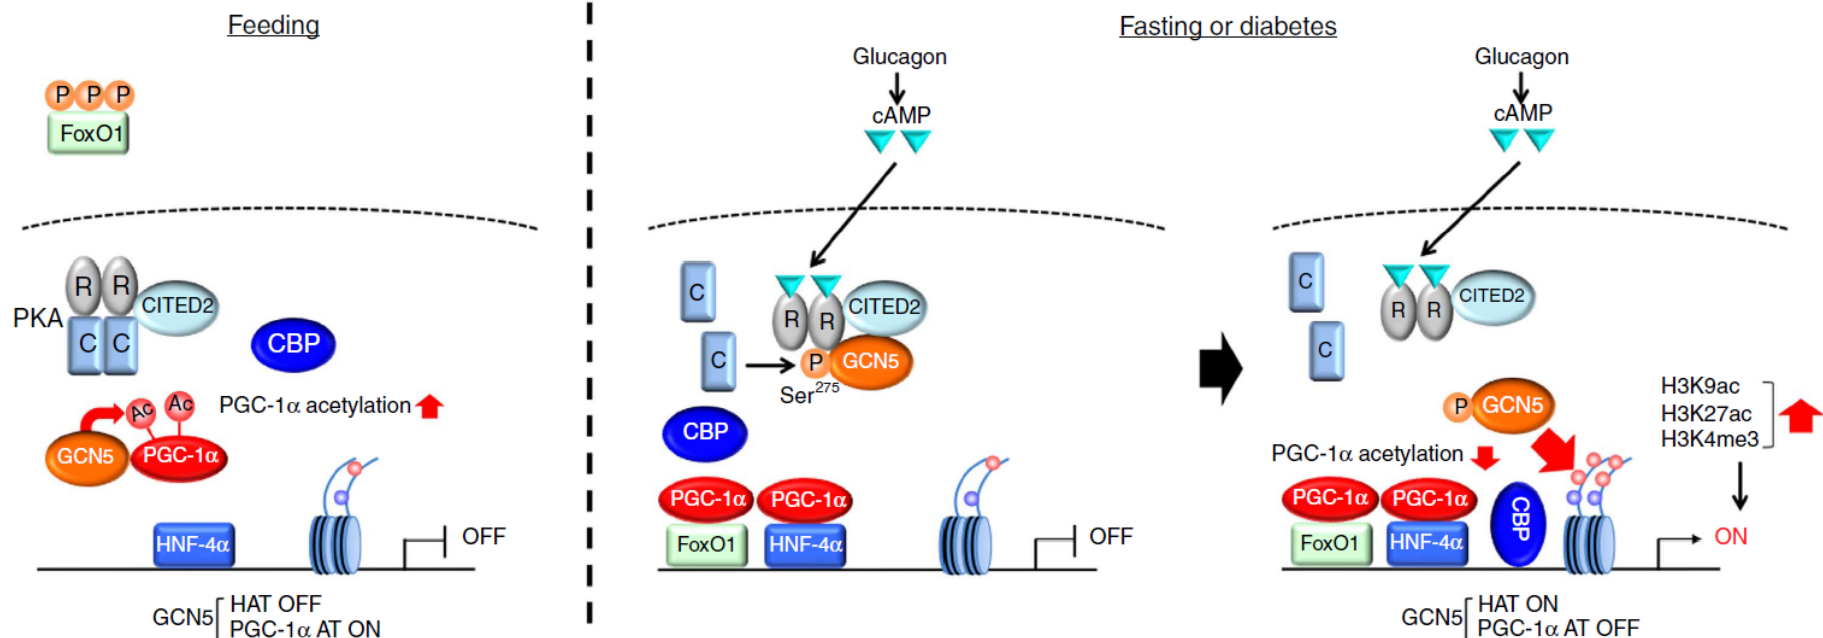 Feeding
Fasting or diabetes
P P P
FoxO1
R R
CITED2
PKA
C C
CBP
Ac Ac
PGC-1α acetylation
GCN5
PGC-1α
HNF-4α
OFF
GCN5
HAT OFF
PGC-1α AT ON
Glucagon
cAMP
C
R R
CITED2
C
P
GCN5
Ser275
CBP
PGC-1α
PGC-1α
FoxO1
HNF-4α
OFF
Glucagon
cAMP
C
R R
CITED2
C
P
GCN5
H3K9ac
H3K27ac
H3K4me3
PGC-1α acetylation
PGC-1α
PGC-1α
CBP
FoxO1
HNF-4α
ON
GCN5
HAT ON
PGC-1α AT OFF